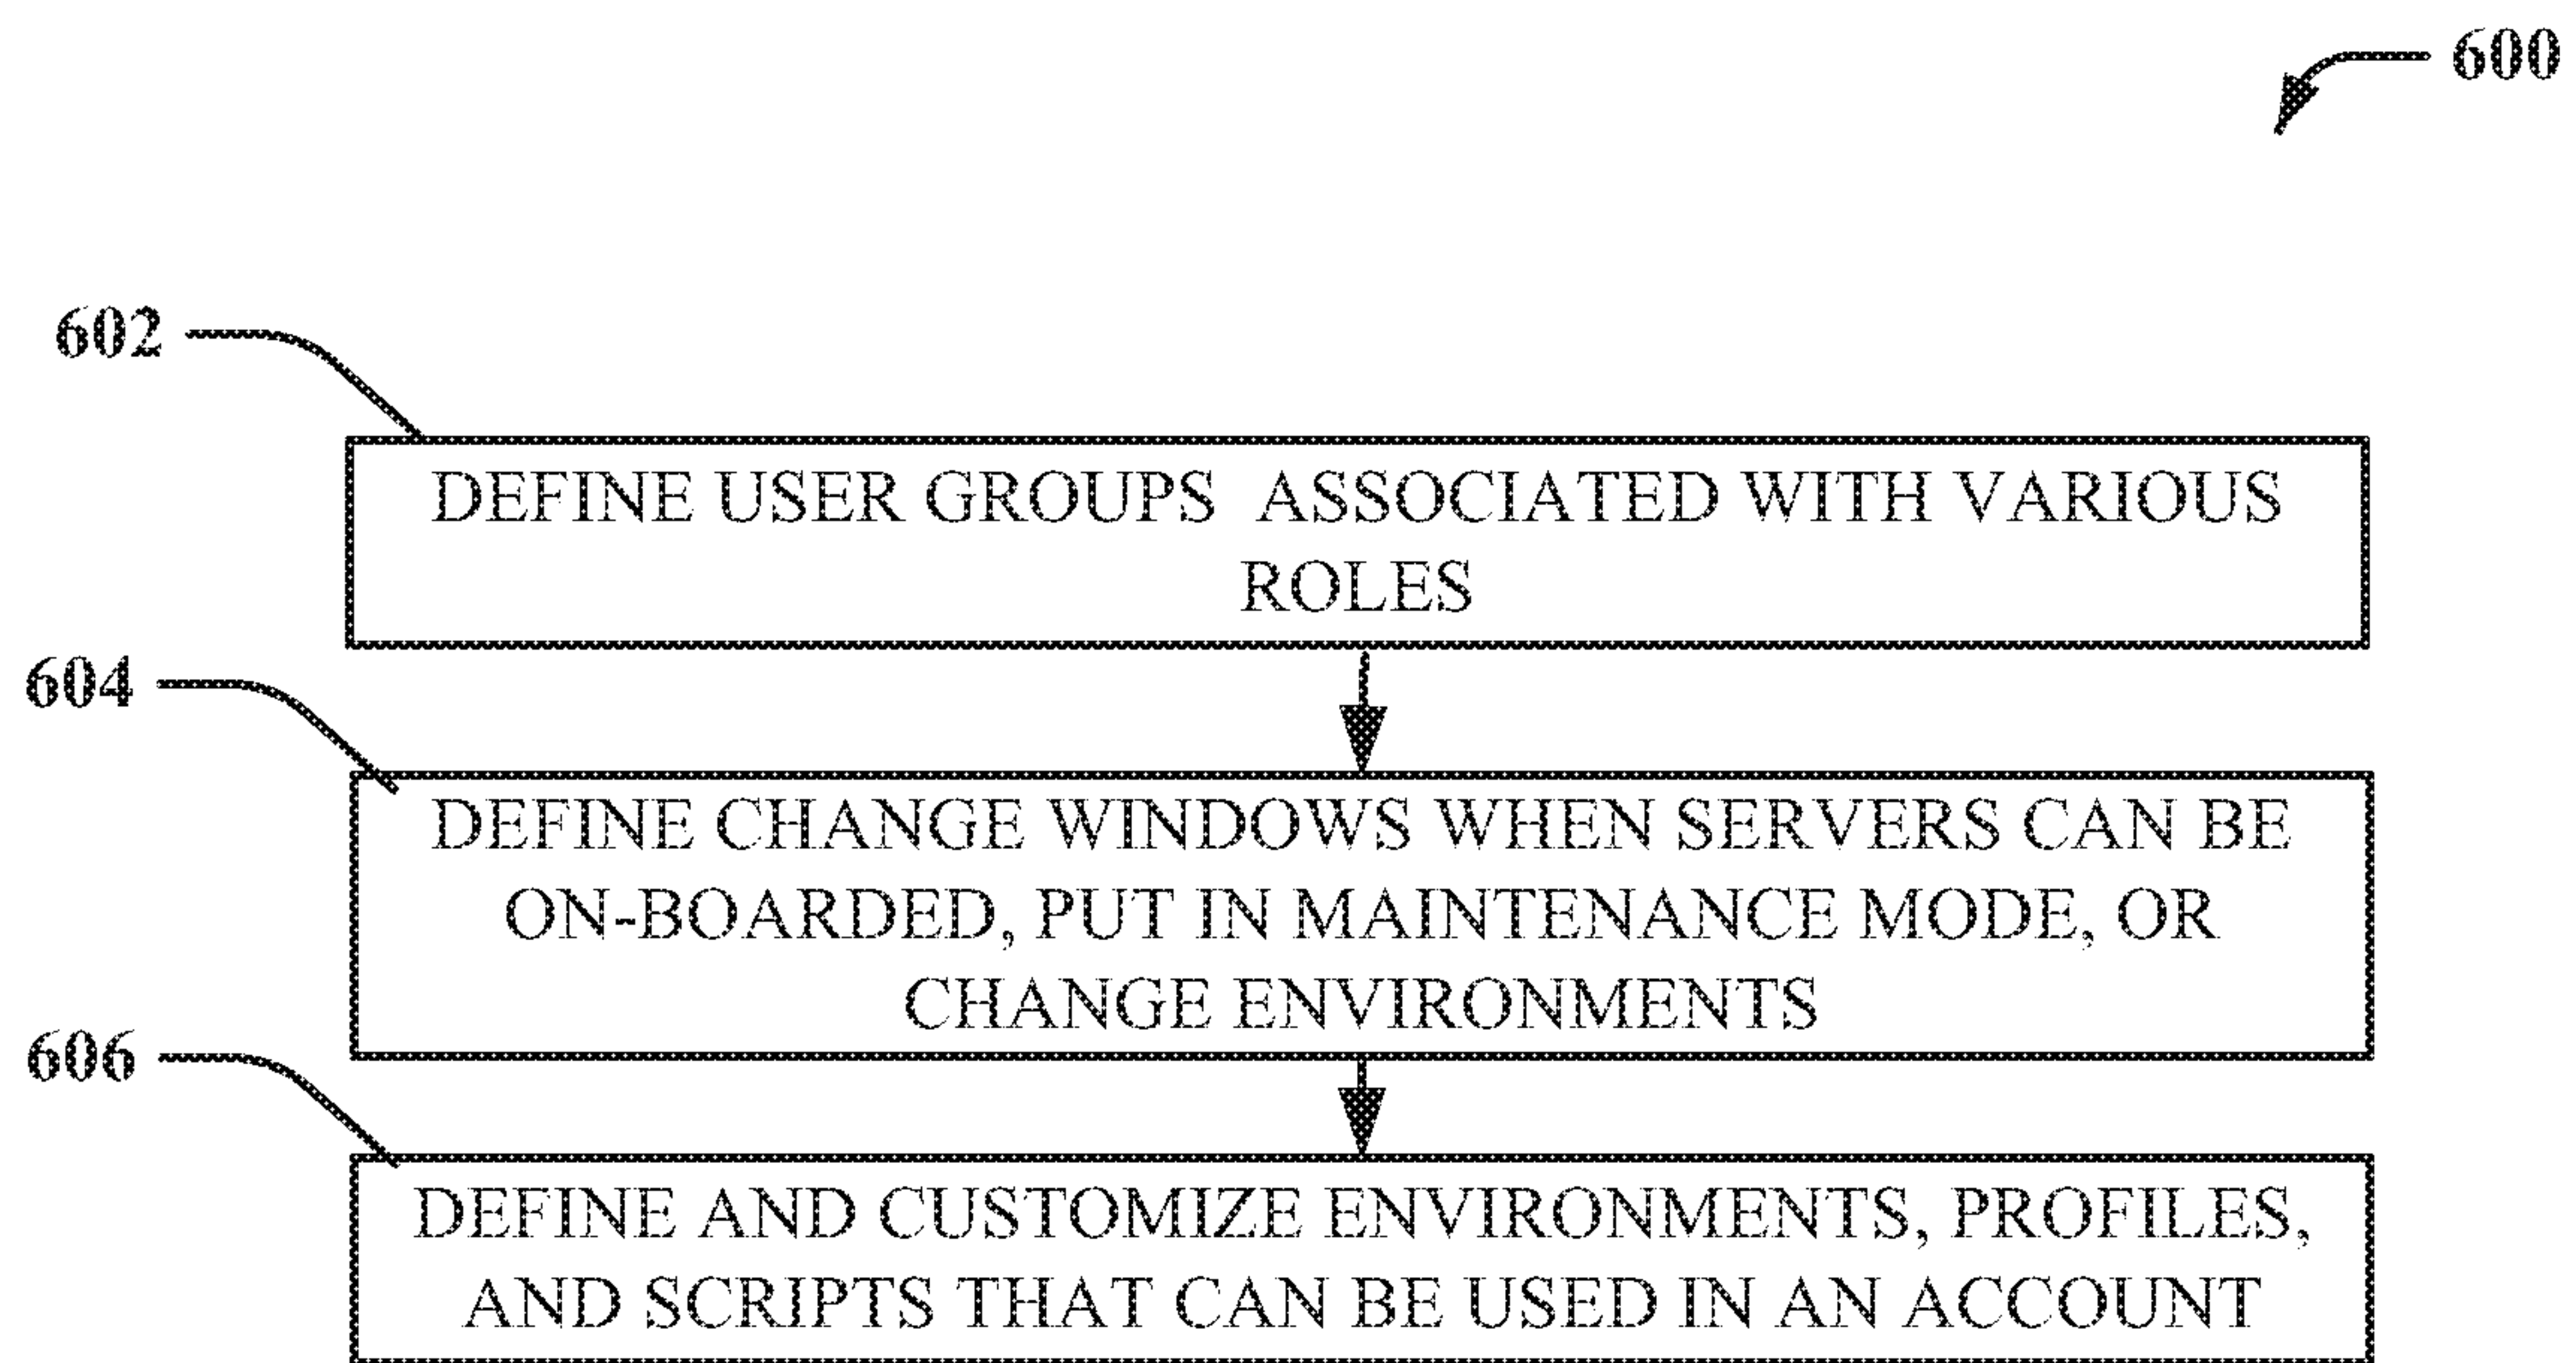 600
602
DEFINE USER GROUPS ASSOCIATED WITH VARIOUS
ROLES
604
DEFINE CHANGE WINDOWS WHEN SERVERS CAN BE
ON-BOARDED, PUT IN MAINTENANCE MODE, OR
CHANGE ENVIRONMENTS
606
DEFINE AND CUSTOMIZE ENVIRONMENTS, PROFILES,
AND SCRIPTS THAT CAN BE USED IN AN ACCOUNT